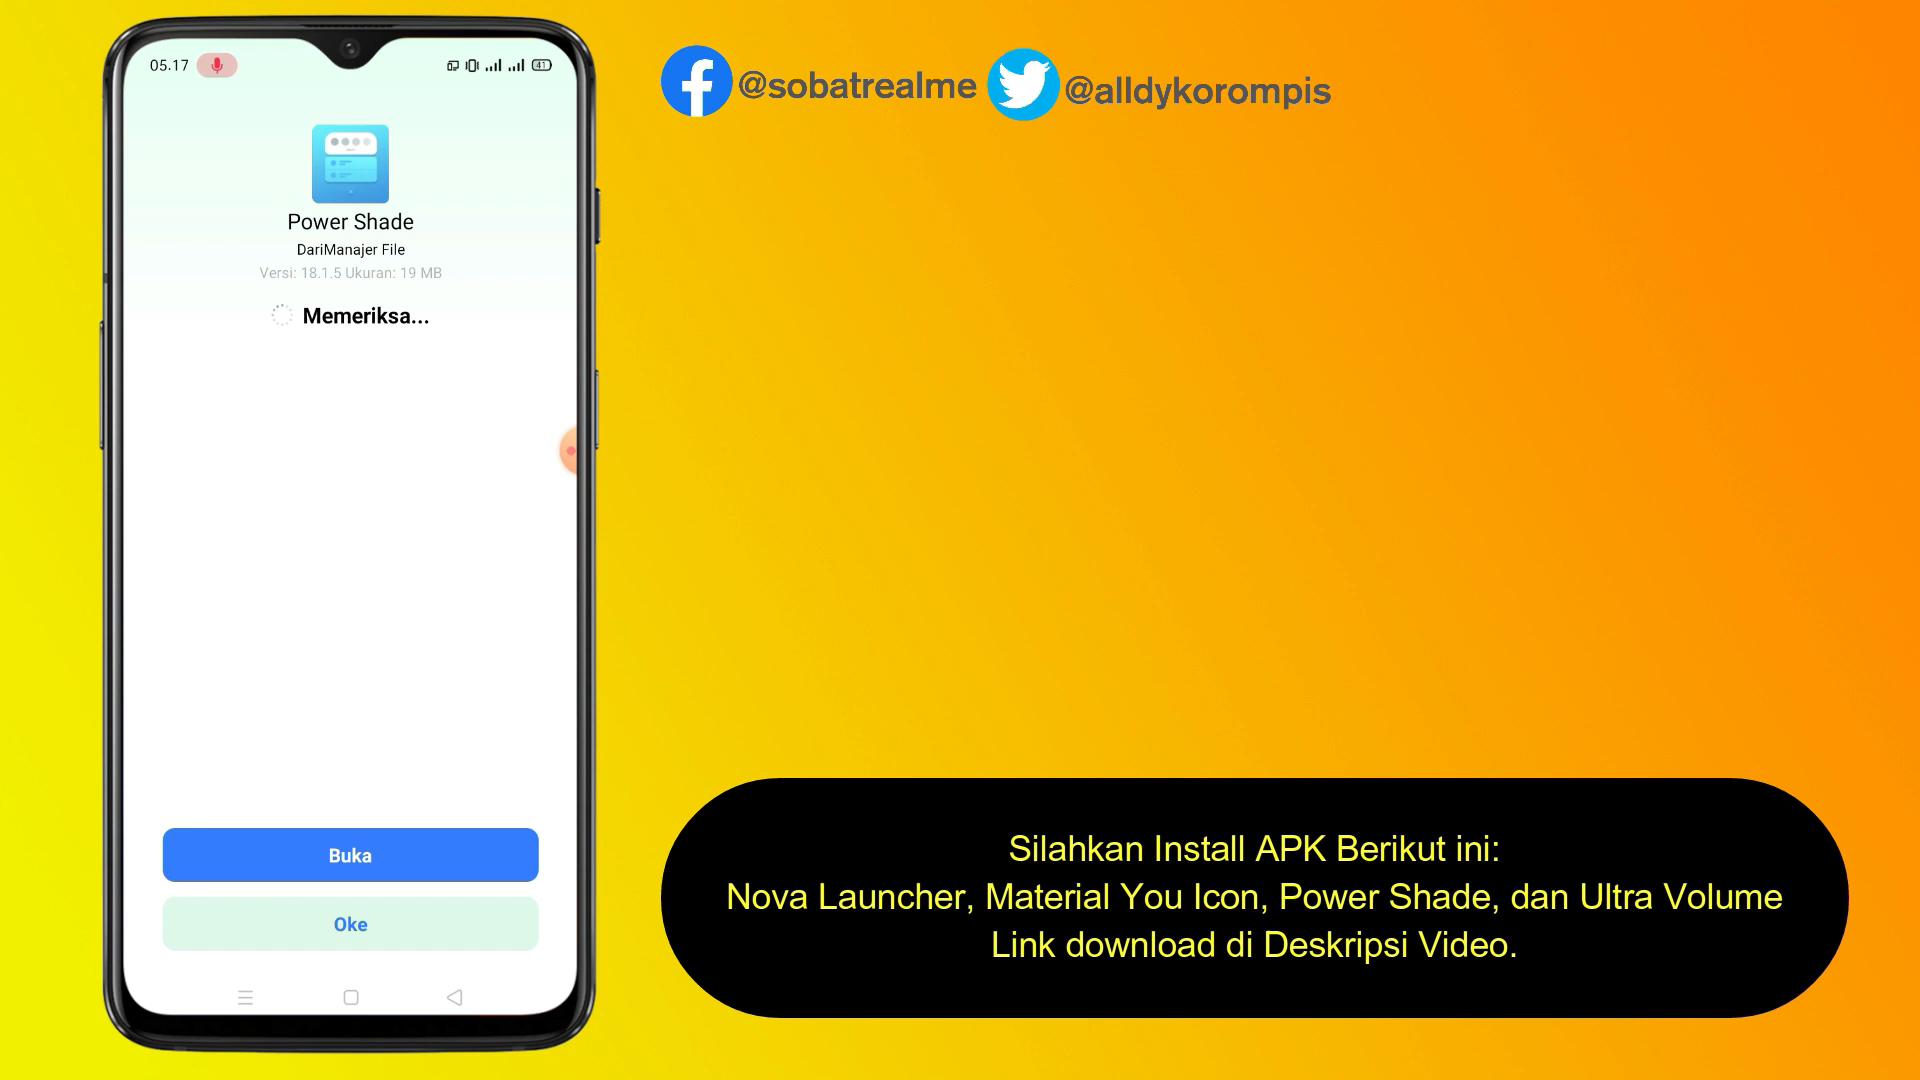 05.17
41
Power Shade
DariManajer File
Versi: 18.1.5 Ukuran: 19 MB
Memeriksa...
Buka
Oke
@sobatrealme
@alldykorompis
Silahkan Install APK Berikut ini:
Nova Launcher, Material You Icon, Power Shade, dan Ultra Volume
Link download di Deskripsi Video.